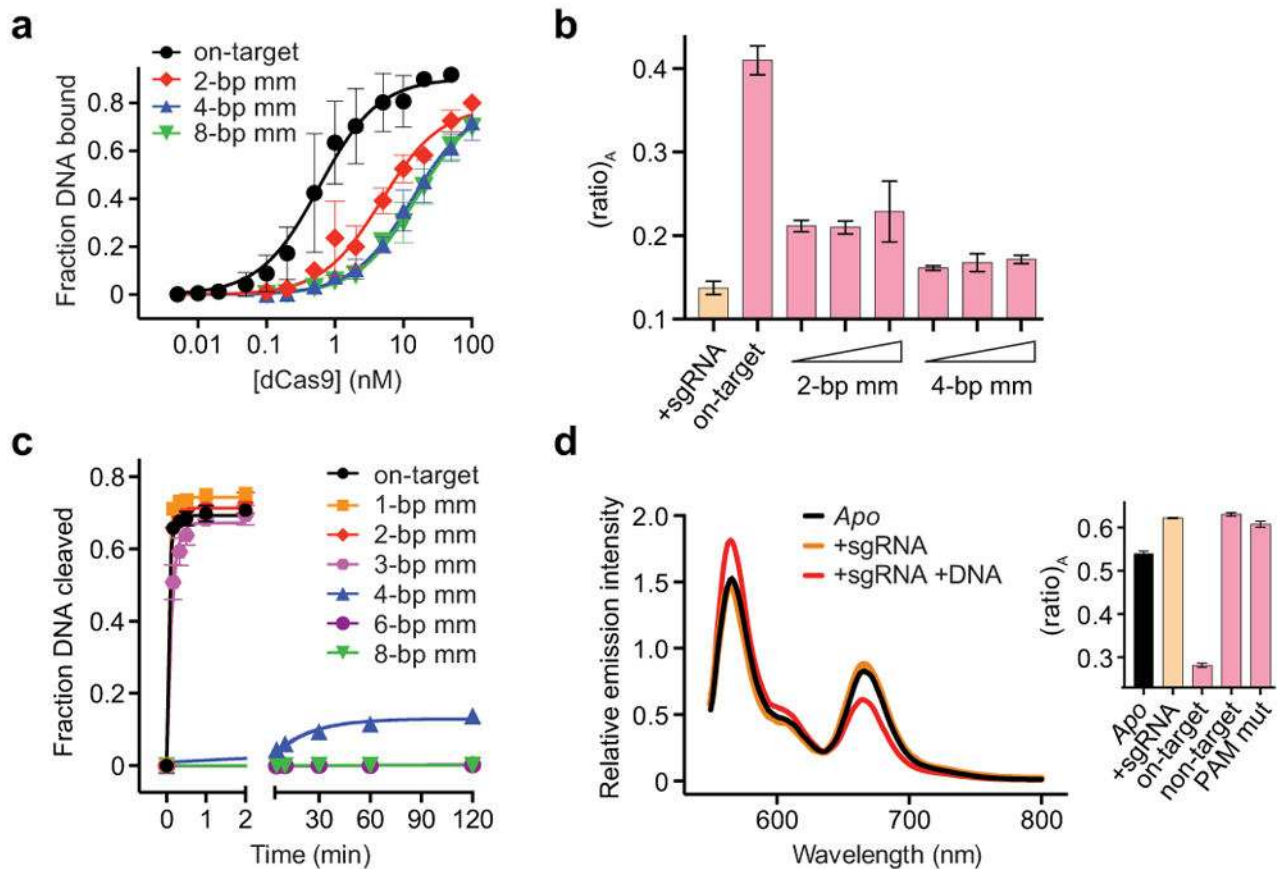 a
on-target
2-bp mm
4-bp mm
8-bp mm
Fraction DNA bound
0.8
0.6
0.4
0.2
0
0.01
0.1
1
10
100
[dCas9] (nM)
b
(ratio)A
0.4
0.3
0.2
0.1
+sgRNA
on-target
2-bp mm
4-bp mm
c
on-target
1-bp mm
2-bp mm
3-bp mm
4-bp mm
6-bp mm
8-bp mm
Fraction DNA cleaved
0.8
0.6
0.4
0.2
0
0
1
2
30
60
90
120
Time (min)
d
Apo
+sgRNA
+sgRNA +DNA
Relative emission intensity
2.0
1.5
1.0
0.5
0
600
700
800
Wavelength (nm)
(ratio)A
0.6
0.5
0.4
0.3
Apo
+sgRNA
on-target
non-target
PAM mut